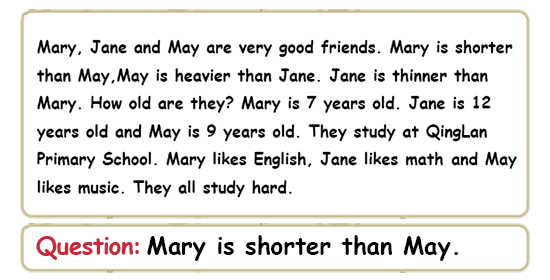 Mary, Jane and May are very good friends. Mary is shorter
than May,May is heavier than Jane. Jane is thinner than
Mary. How old are they? Mary is 7 years old. Jane is 12
years old and May is 9 years old. They study at QingLan
Primary School. Mary likes English, Jane likes math and May
likes music. They all study hard.
Question: Mary is shorter than May.